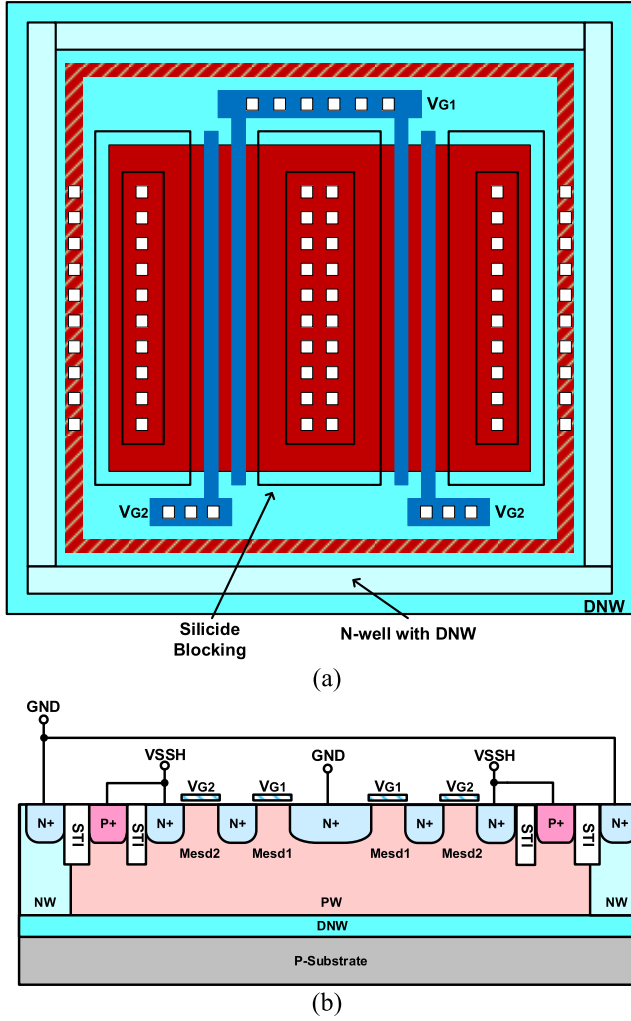 VG1
VG2
VG2
DNW
Silicide
Blocking
N-well with DNW
(a)
GND
VSSH
GND
VSSH
VG2
VG1
VG1
VG2
N+
STI
P+
STI
N+
N+
N+
N+
N+
STI
P+
STI
N+
Mesd2
Mesd1
Mesd1
Mesd2
NW
PW
NW
DNW
P-Substrate
(b)